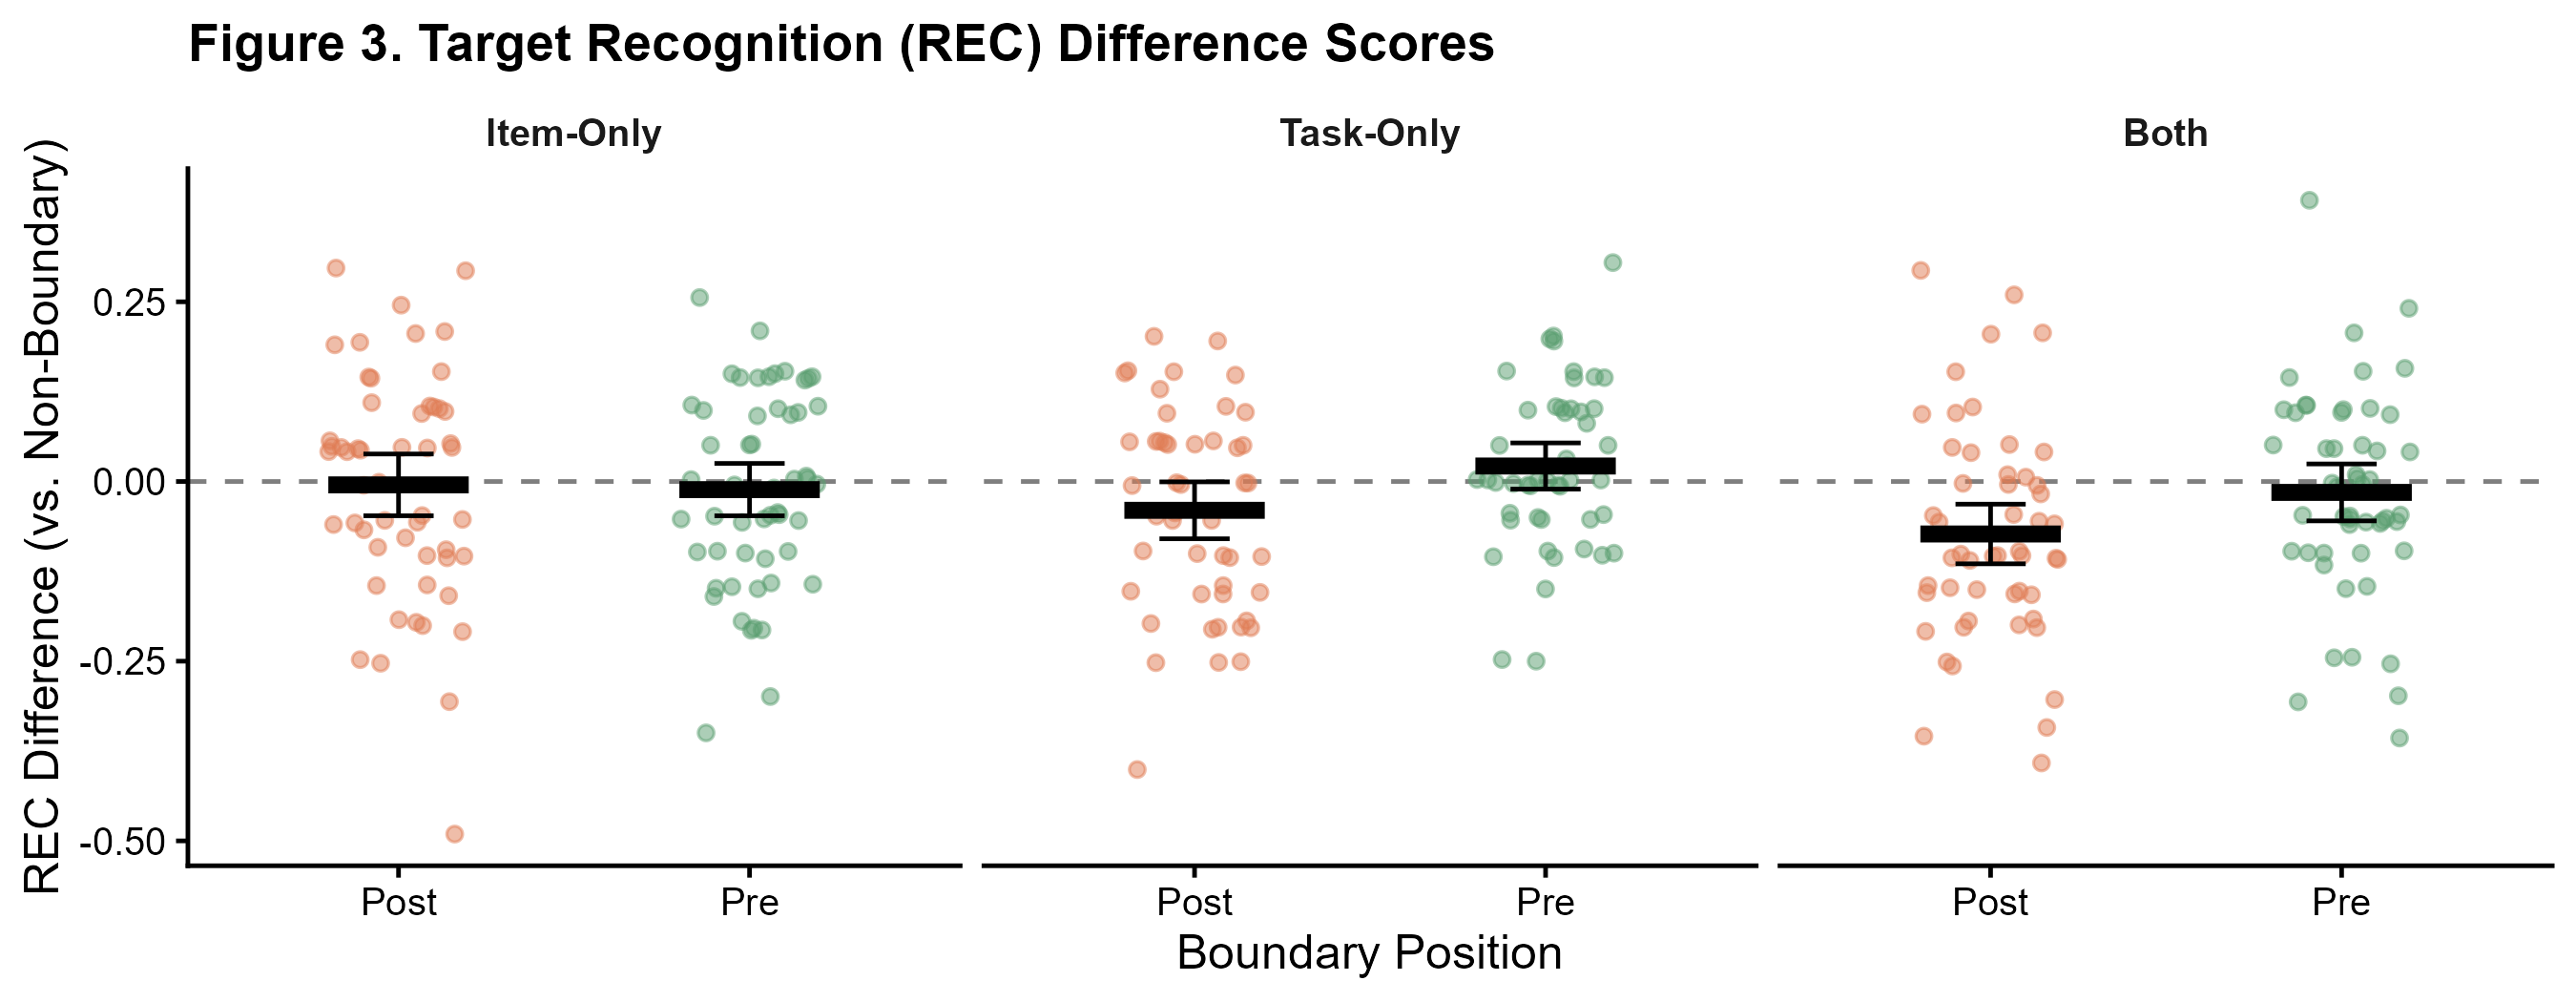 Figure 3. Target Recognition (REC) Difference Scores
Item-Only
Task-Only
Both
REC Difference (vs. Non-Boundary)
0.25
0.00
-0.25
-0.50
Post
Pre
Post
Pre
Post
Pre
Boundary Position